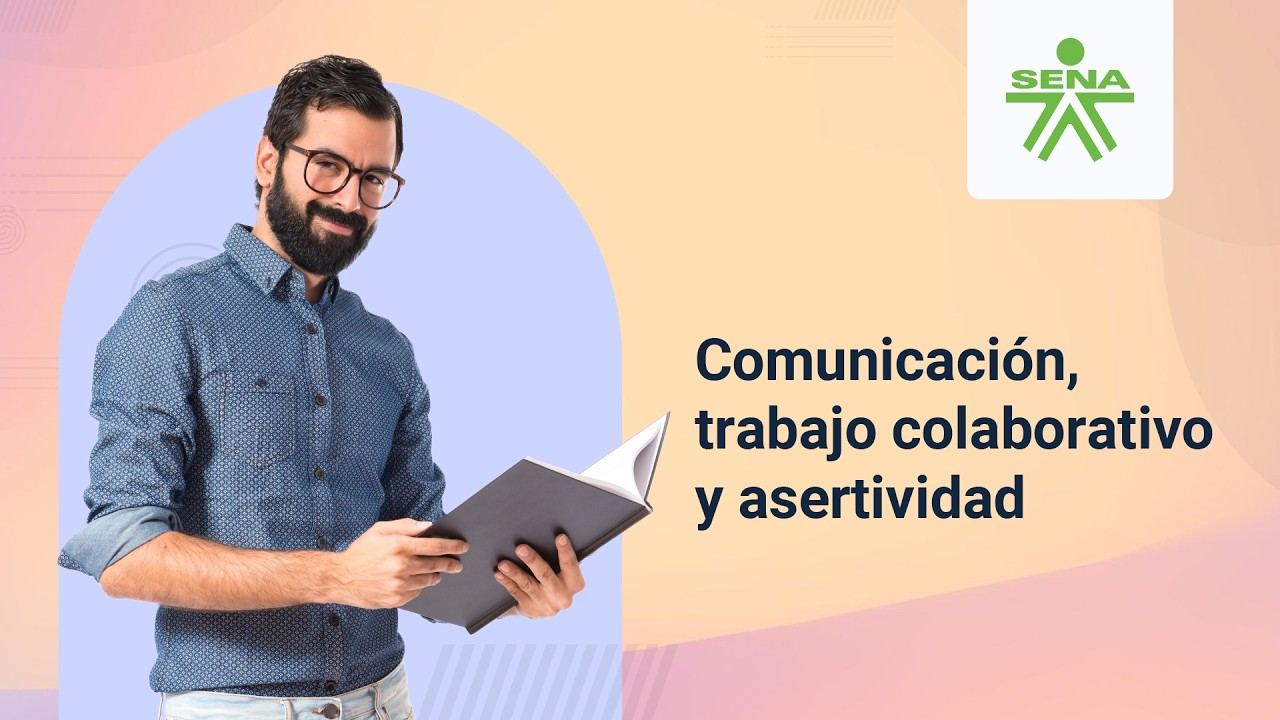 SENA
Comunicación,
trabajo colaborativo
y asertividad